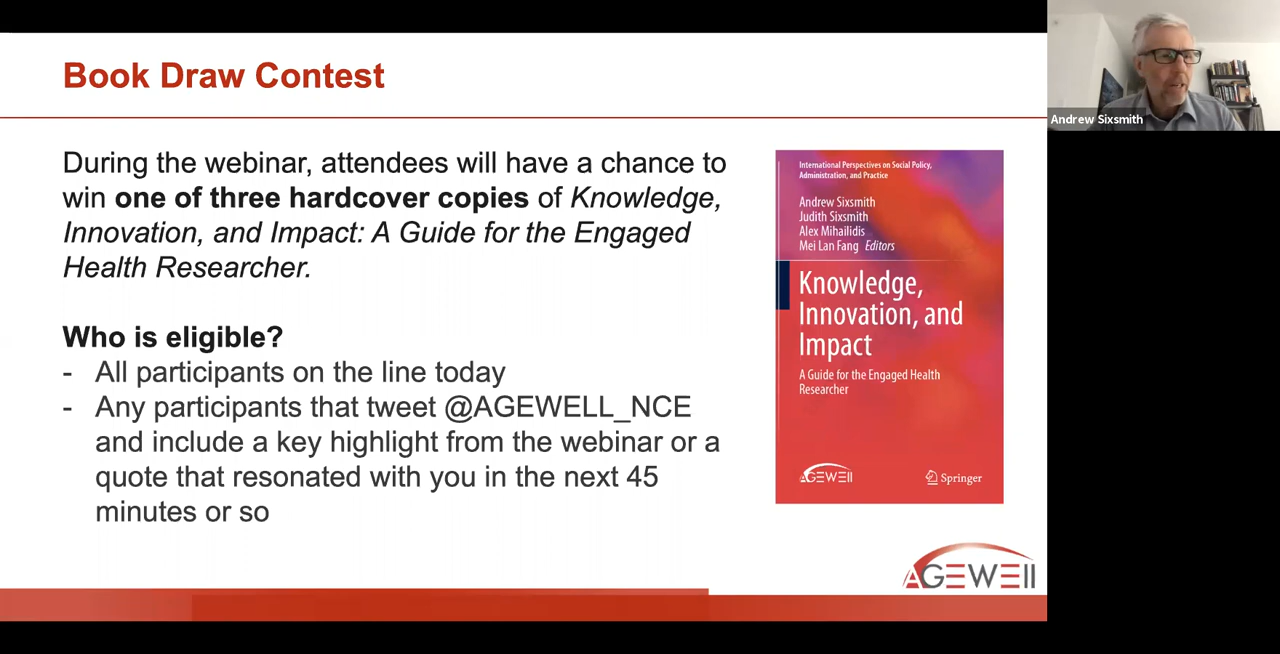 Book Draw Contest
During the webinar, attendees will have a chance to
win one of three hardcover copies of Knowledge,
Innovation, and Impact: A Guide for the Engaged
Health Researcher.
Who is eligible?
- All participants on the line today
- Any participants that tweet @AGEWELL_NCE
and include a key highlight from the webinar or a
quote that resonated with you in the next 45
minutes or so
International Perspectives on Social Policy,
Administration, and Practice
Andrew Sixsmith
Judith Sixsmith
Alex Mihailidis
Mei Lan Fang Editors
Knowledge,
Innovation, and
Impact
A Guide for the Engaged Health
Researcher
AGEWELL
Springer
AGEWELL
Andrew Sixsmith